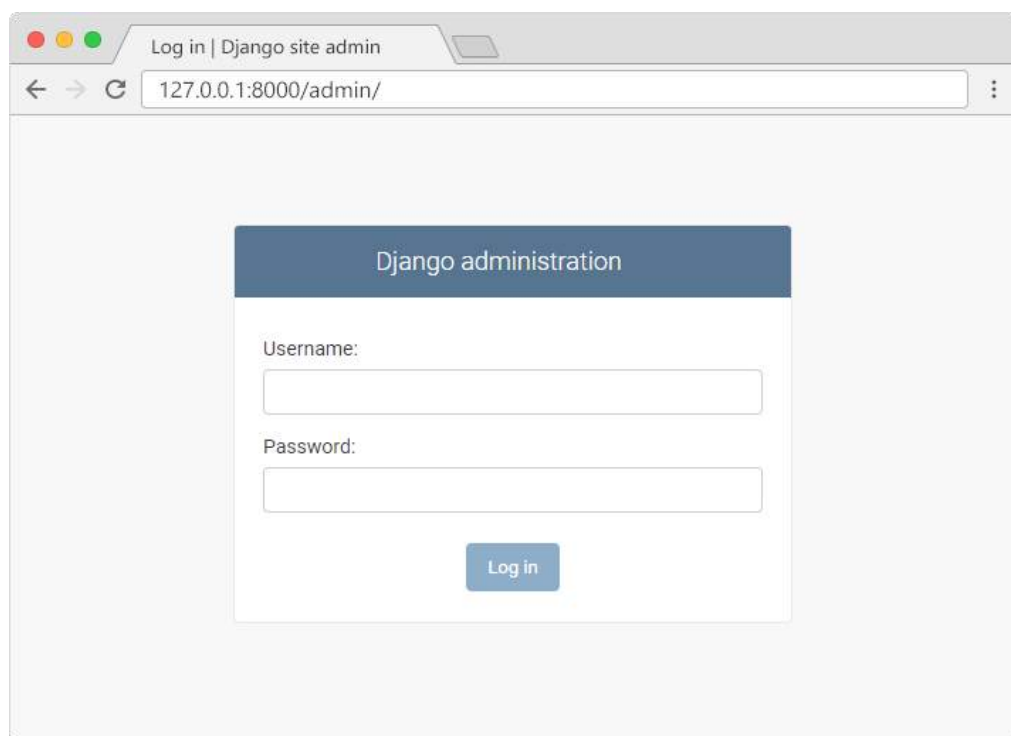 Log in | Django site admin
127.0.0.1:8000/admin/
Django administration
Username:
Password:
Log in